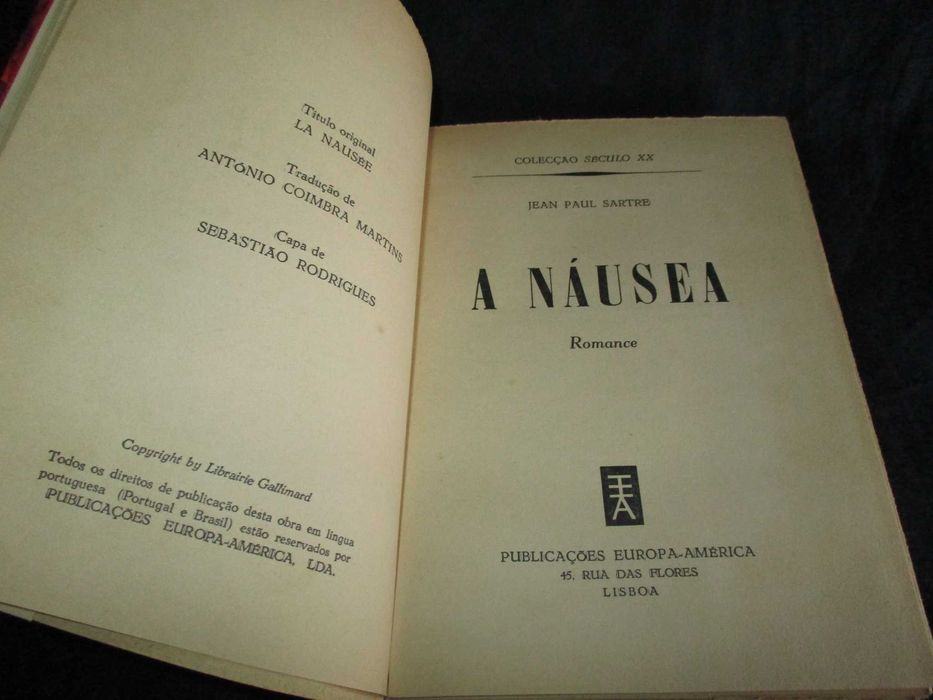 Título original
LA NAUSÉE
Tradução de
ANTÓNIO COIMBRA MARTINS
Capa de
SEBASTIÃO RODRIGUES
Copyright by Librairie Gallimard
Todos os direitos de publicação desta obra em língua
portuguesa (Portugal e Brasil) estão reservados por
PUBLICAÇÕES EUROPA-AMÉRICA, LDA.
COLECÇÃO SÉCULO XX
JEAN PAUL SARTRE
A NÁUSEA
Romance
EA
PUBLICAÇÕES EUROPA-AMÉRICA
45, RUA DAS FLORES
LISBOA